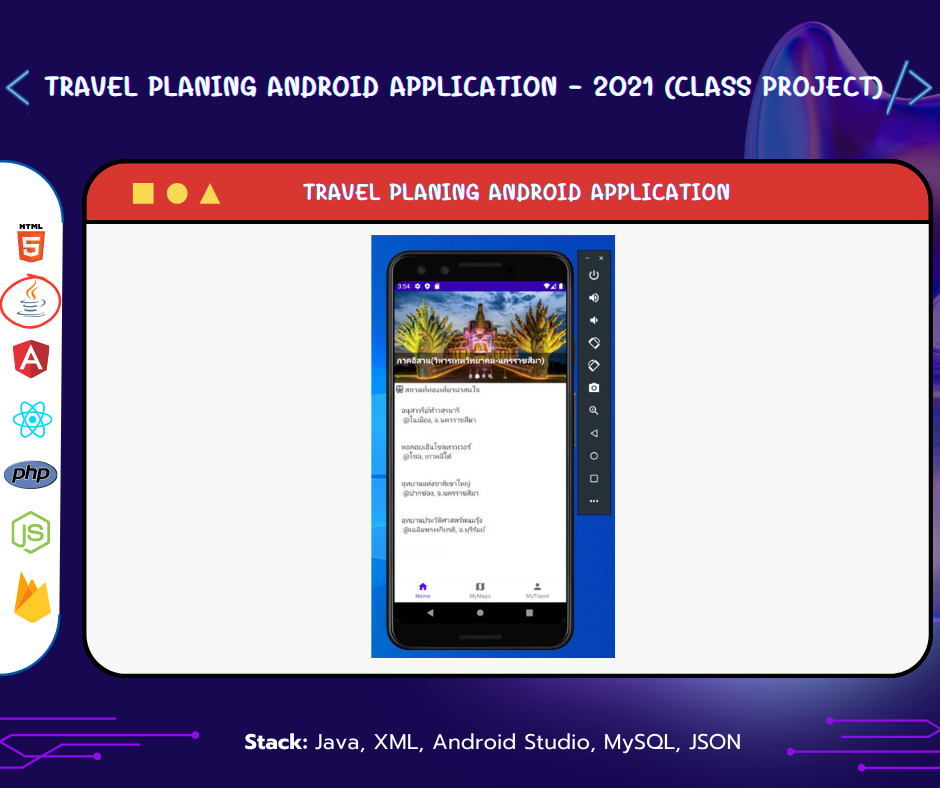 TRAVEL PLANING ANDROID APPLICATION - 2021 (CLASS PROJECT)
TRAVEL PLANING ANDROID APPLICATION
HTML
5
A
php
JS
3:54
ภาคอีสาน(วิหารเทพวิทยาคม-นครราชสีมา)
สถานที่ท่องเที่ยวน่าสนใจ
อนุสาวรีย์ท้าวสุรนารี
@ในเมือง, จ.นครราชสีมา
หอคอยเอ็นโซลทาวเวอร์
@โซล, เกาหลีใต้
อุทยานแห่งชาติเขาใหญ่
@ปากช่อง, จ.นครราชสีมา
อุทยานประวัติศาสตร์พนมรุ้ง
@เฉลิมพระเกียรติ, จ.บุรีรัมย์
Home MyMaps MyTravel
Stack: Java, XML, Android Studio, MySQL, JSON